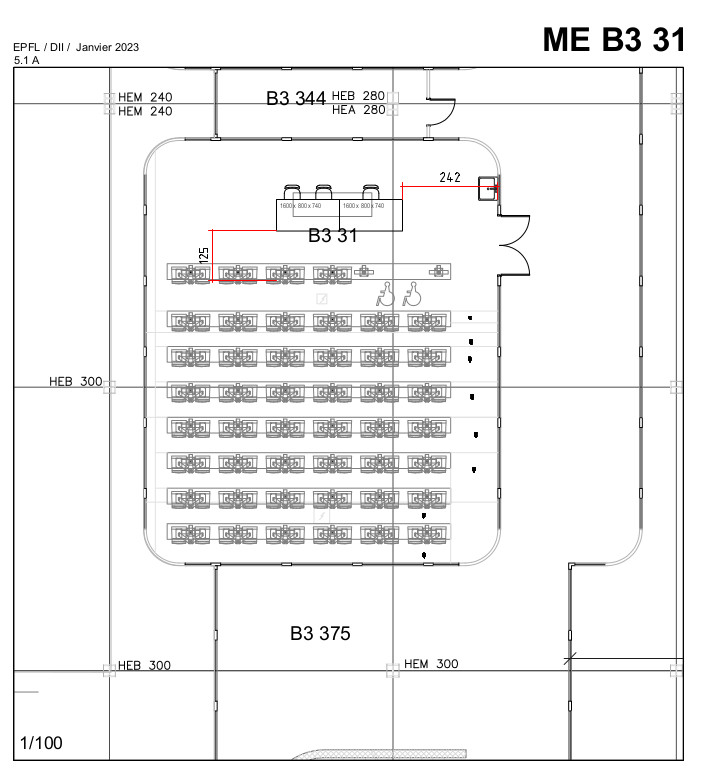 ME B3 31
EPFL / DII / Janvier 2023
5.1 A
HEM 240
HEM 240
B3 344
HEB 280
HEA 280
242
1600 x 800 x 740
1600 x 800 x 740
B3 31
125
HEB 300
B3 375
HEB 300
HEM 300
1/100